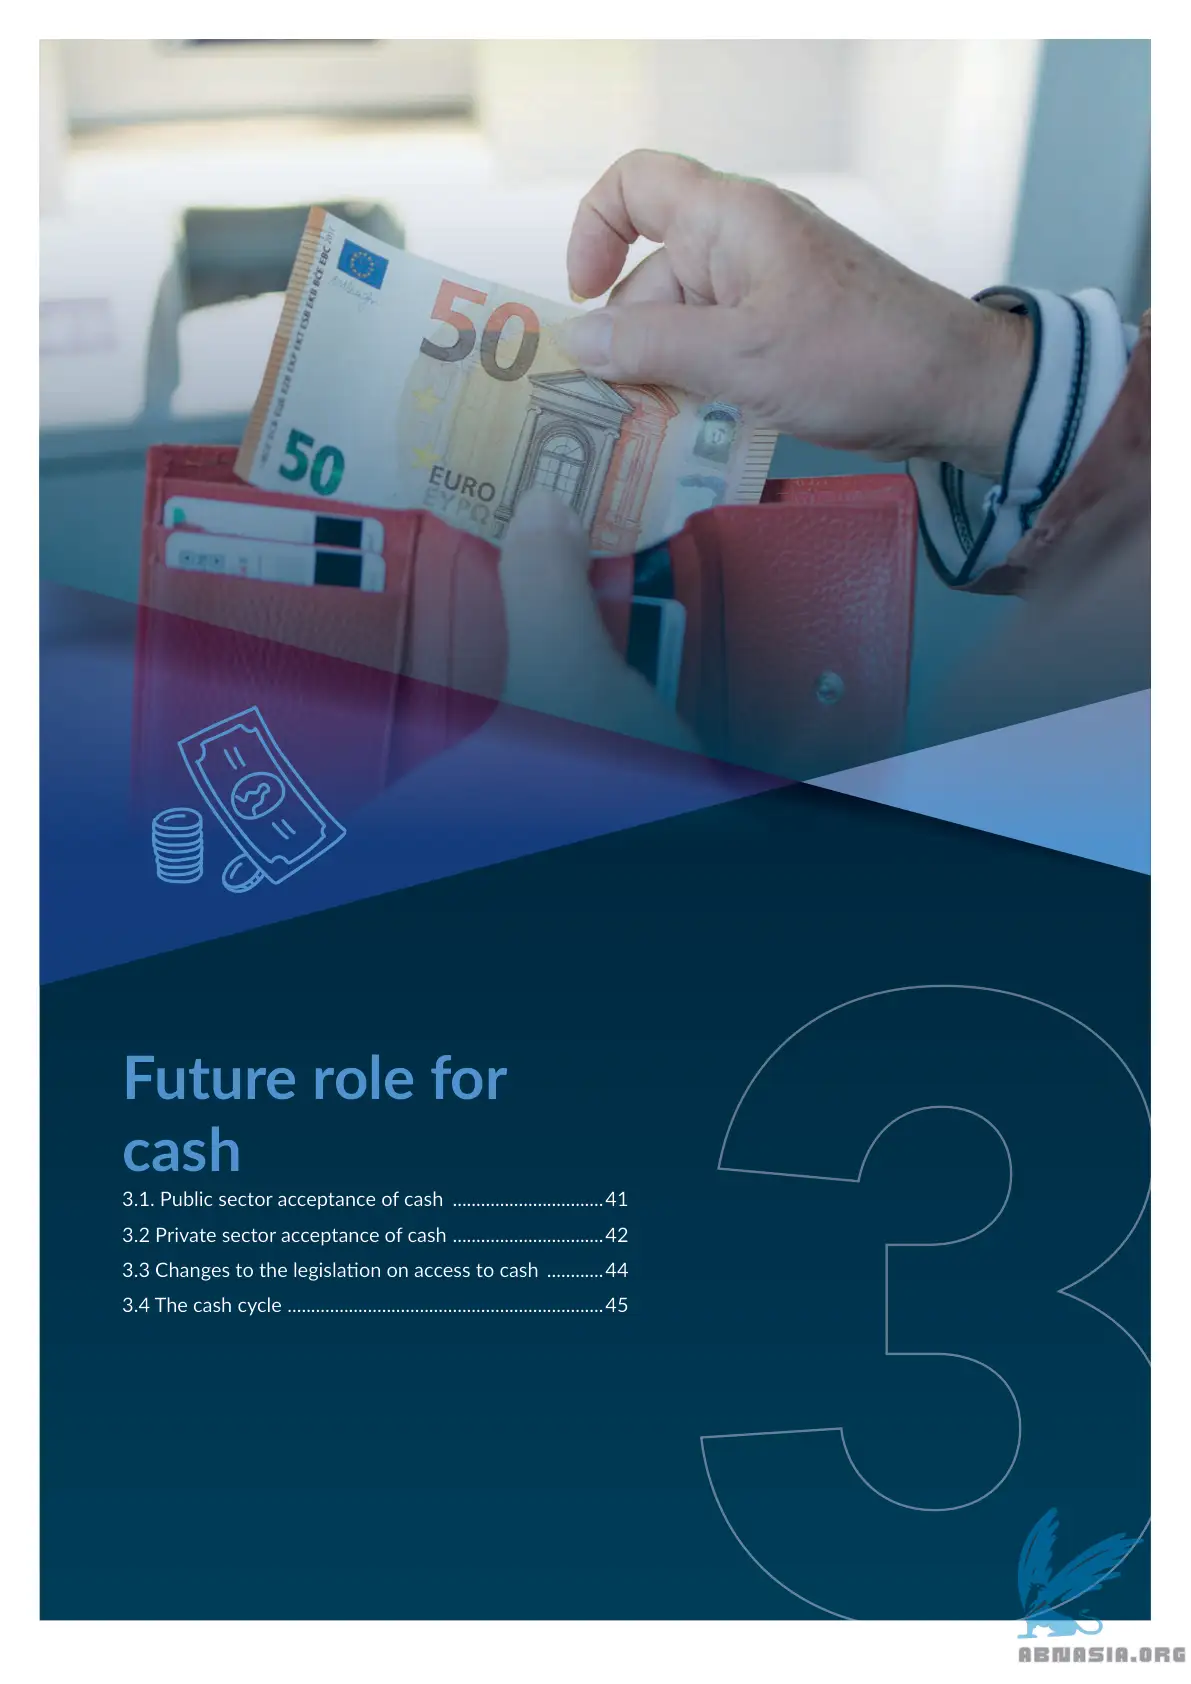 50
50
EURO
ΕΥΡΩ
Future role for
cash
3.1. Public sector acceptance of cash ................................ 41
3.2 Private sector acceptance of cash ................................ 42
3.3 Changes to the legislation on access to cash ............ 44
3.4 The cash cycle ................................................................... 45
3
ABNASIA.ORG